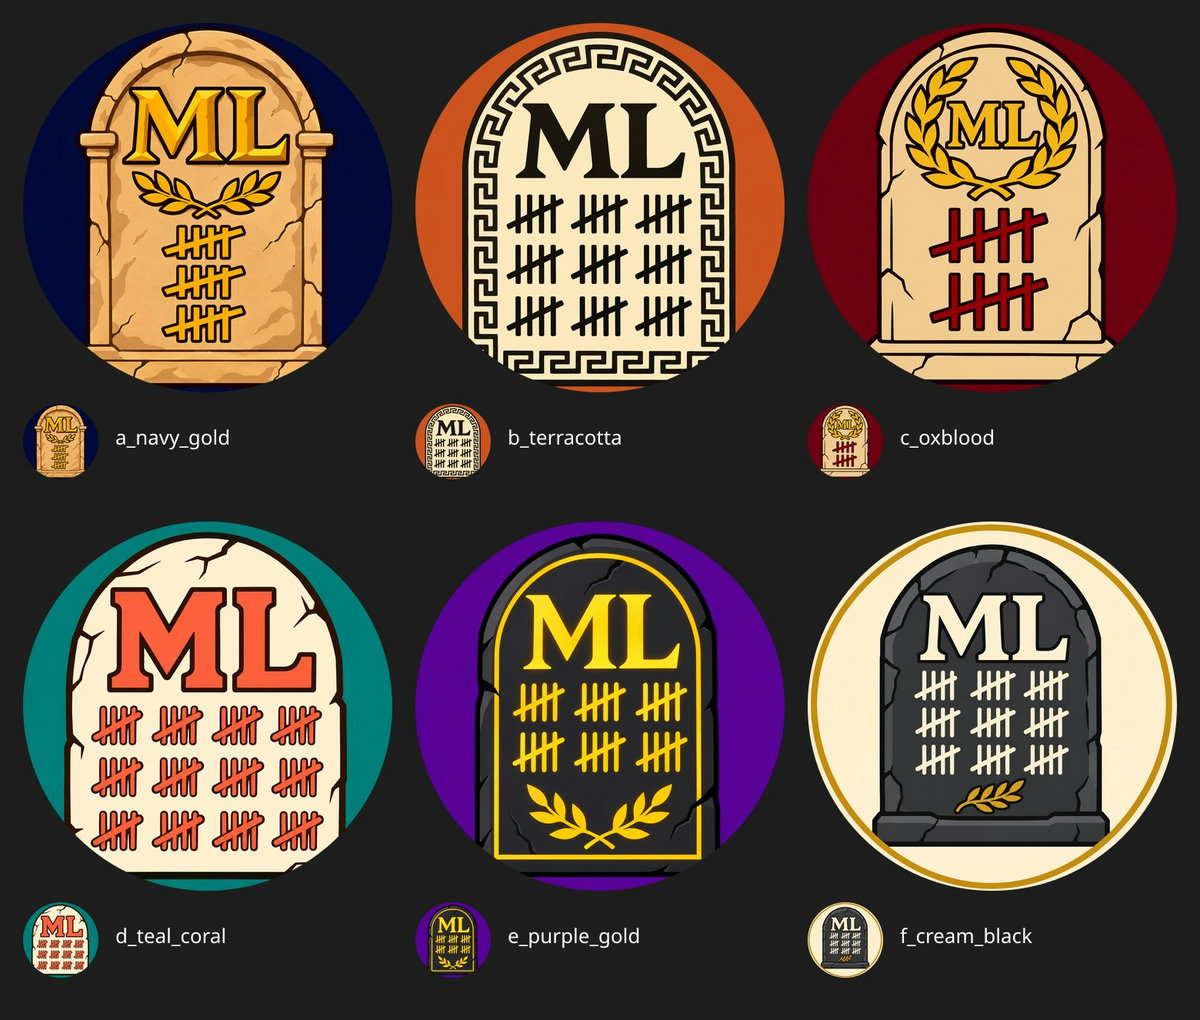 ML
ML
ML
a_navy_gold
b_terracotta
c_oxblood
ML
ML
ML
d_teal_coral
e_purple_gold
f_cream_black